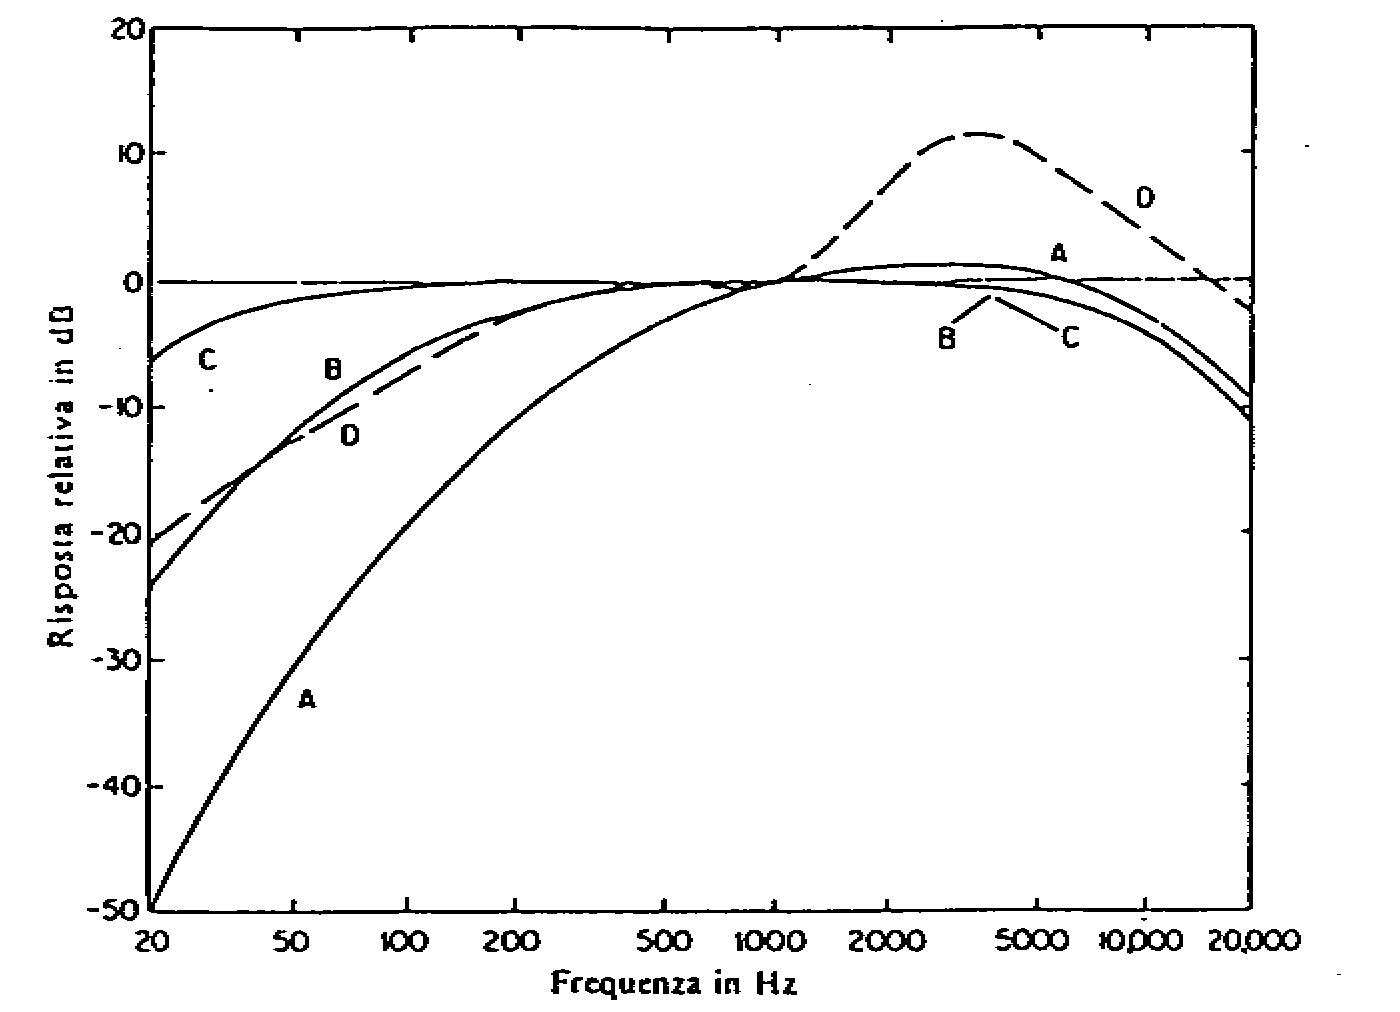 20
10
0
-10
-20
-30
-40
-50
Risposta relativa in dB
D
A
B
C
C
B
D
A
20 50 100 200 500 1000 2000 5000 10,000 20,000
Frequenza in Hz